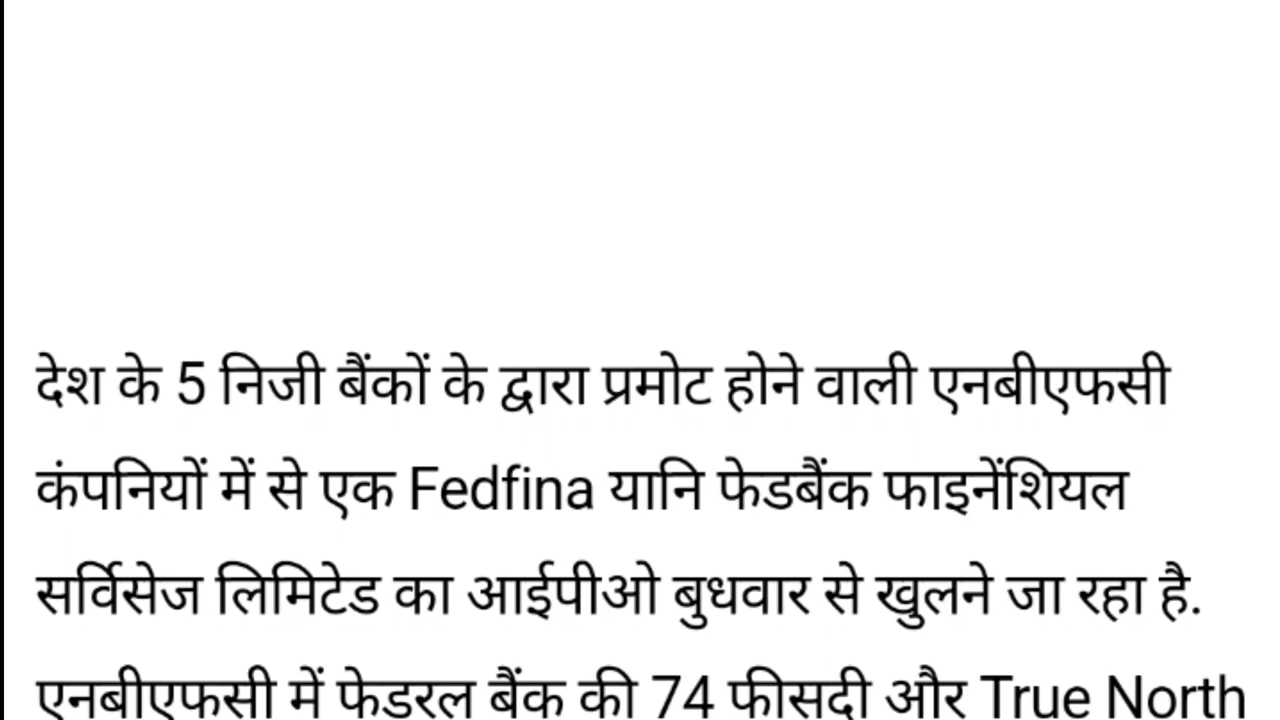 देश के 5 निजी बैंकों के द्वारा प्रमोट होने वाली एनबीएफसी
कंपनियों में से एक Fedfina यानि फेडबैंक फाइनेंशियल
सर्विसेज लिमिटेड का आईपीओ बुधवार से खुलने जा रहा है.
एनबीएफसी में फेडरल बैंक की 74 फीसदी और True North